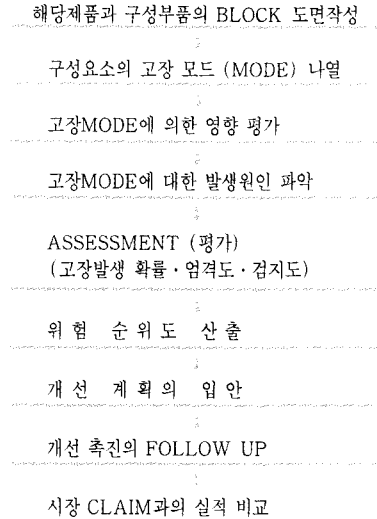 해당제품과 구성부품의 BLOCK 도면작성
구성요소의 고장 모드 (MODE) 나열
고장MODE에 의한 영향 평가
고장MODE에 대한 발생원인 파악
ASSESSMENT (평가)
(고장발생 확률·엄격도·검지도)
위 험 순 위 도 산 출
개 선 계 획 의 입 안
개선 촉진의 FOLLOW UP
시장 CLAIM과의 실적 비교